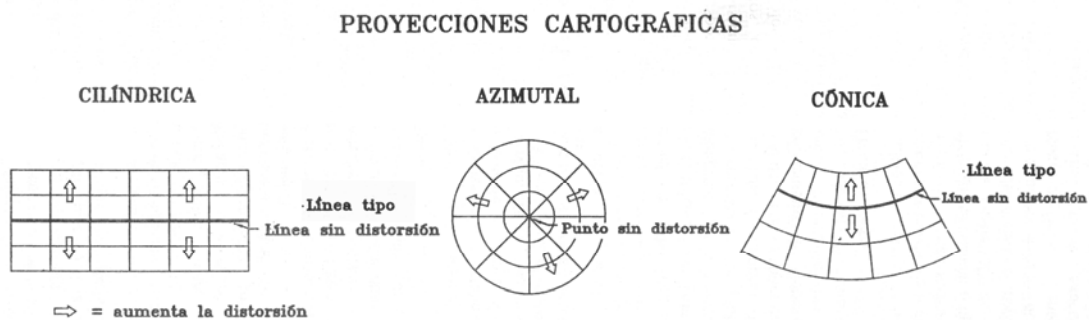 PROYECCIONES CARTOGRÁFICAS
CILÍNDRICA
Línea tipo
Línea sin distorsión
⇨ = aumenta la distorsión
AZIMUTAL
Punto sin distorsión
CÓNICA
Línea tipo
Línea sin distorsión